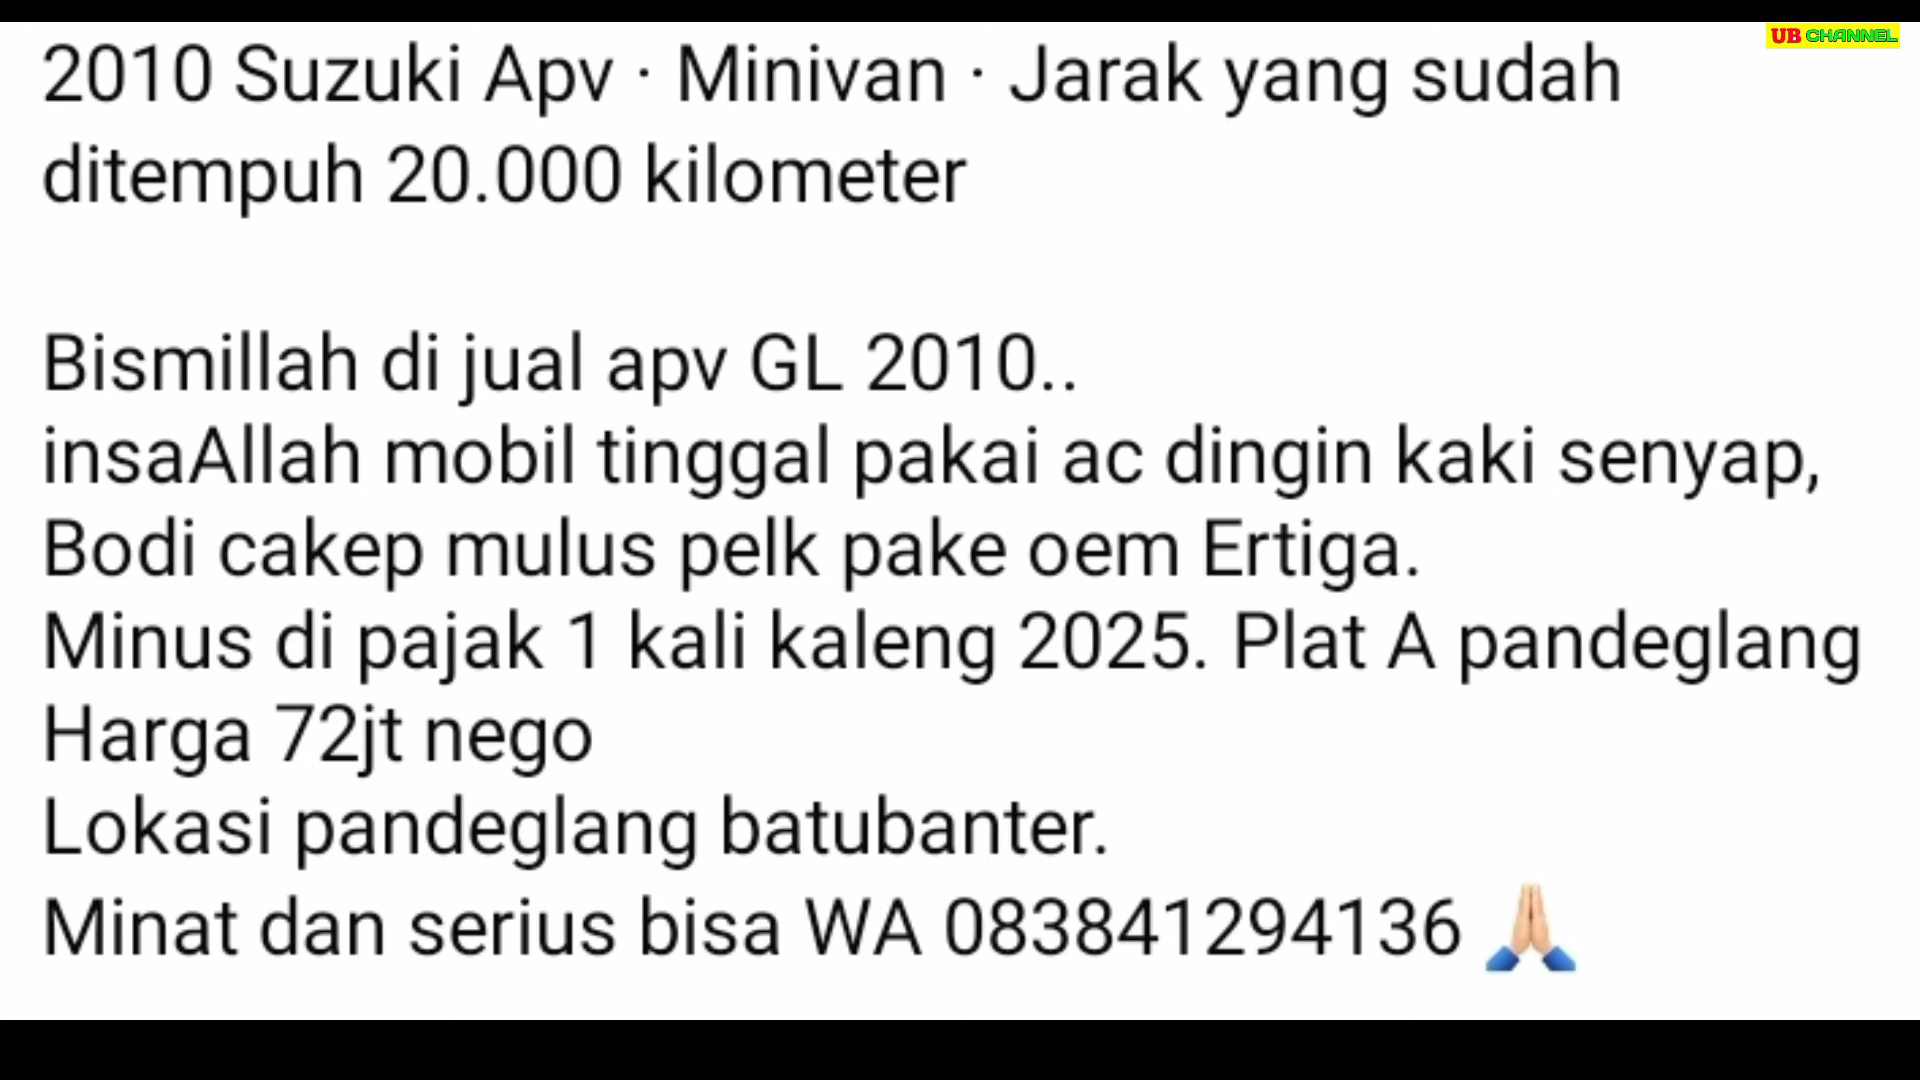 UB CHANNEL
2010 Suzuki Apv · Minivan · Jarak yang sudah
ditempuh 20.000 kilometer
Bismillah di jual apv GL 2010..
insaAllah mobil tinggal pakai ac dingin kaki senyap,
Bodi cakep mulus pelk pake oem Ertiga.
Minus di pajak 1 kali kaleng 2025. Plat A pandeglang
Harga 72jt nego
Lokasi pandeglang batubanter.
Minat dan serius bisa WA 083841294136 🙏🏻